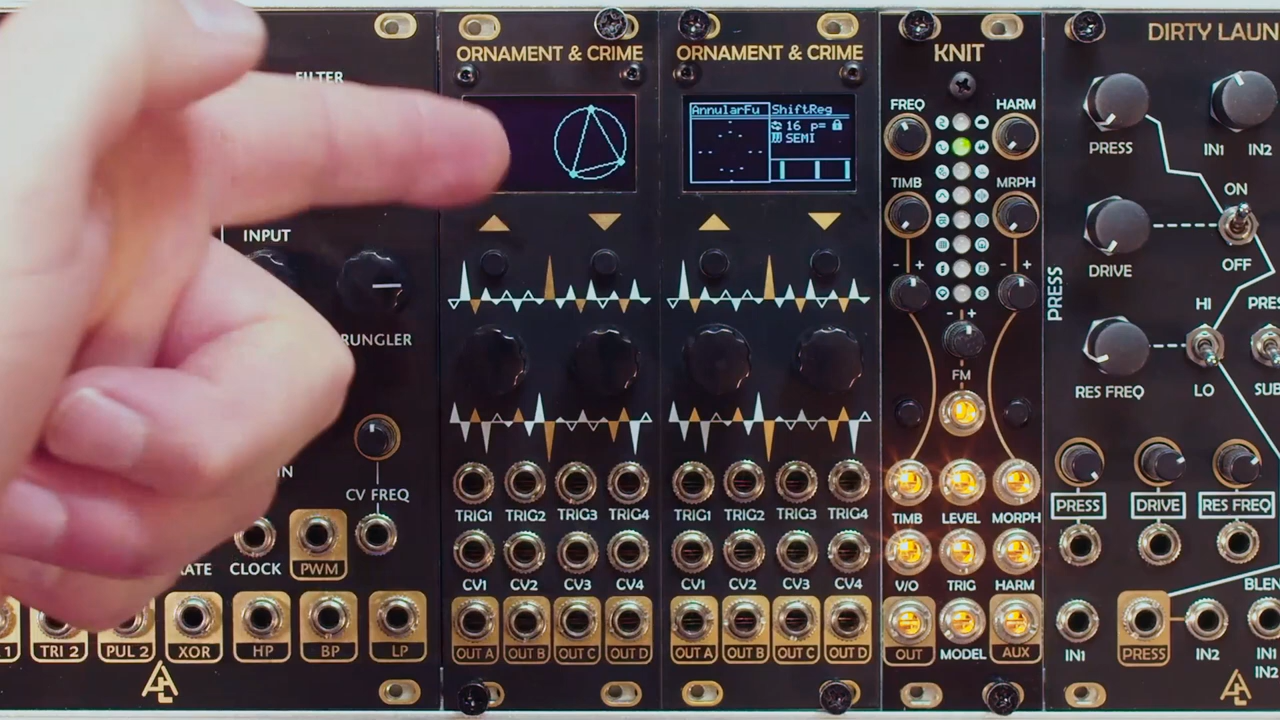 FILTER
INPUT
RUNGLER
IN
CV FREQ
ATE
CLOCK
PWM
1
TRI 2
PUL 2
XOR
HP
BP
LP
ORNAMENT & CRIME
TRIG1
TRIG2
TRIG3
TRIG4
CV1
CV2
CV3
CV4
OUT A
OUT B
OUT C
OUT D
ORNAMENT & CRIME
AnnularFu
ShiftReg
16 p=
SEMI
TRIG1
TRIG2
TRIG3
TRIG4
CV1
CV2
CV3
CV4
OUT A
OUT B
OUT C
OUT D
KNIT
FREQ
HARM
TIMB
MRPH
- +
- +
- +
FM
TIMB
LEVEL
MORPH
V/O
TRIG
HARM
OUT
MODEL
AUX
DIRTY LAUN
PRESS
IN1
IN2
ON
DRIVE
OFF
PRESS
HI
PRES
RES FREQ
LO
SUB
PRESS
DRIVE
RES FREQ
BLEN
IN1
PRESS
IN2
IN1
IN2